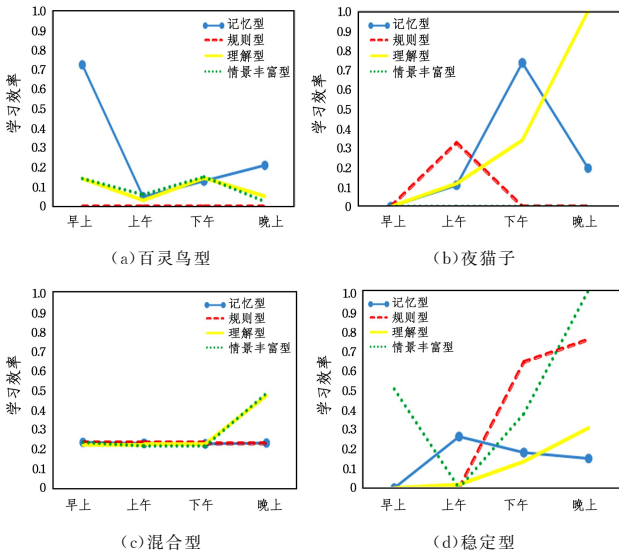 1.0
0.9
0.8
0.7
0.6
0.5
0.4
0.3
0.2
0.1
0
学习效率
记忆型
规则型
理解型
情景丰富型
早上 上午 下午 晚上
(a)百灵鸟型
1.0
0.9
0.8
0.7
0.6
0.5
0.4
0.3
0.2
0.1
0
学习效率
记忆型
规则型
理解型
情景丰富型
早上 上午 下午 晚上
(b)夜猫子
1.0
0.9
0.8
0.7
0.6
0.5
0.4
0.3
0.2
0.1
0
学习效率
记忆型
规则型
理解型
情景丰富型
早上 上午 下午 晚上
(c)混合型
1.0
0.9
0.8
0.7
0.6
0.5
0.4
0.3
0.2
0.1
0
学习效率
记忆型
规则型
理解型
情景丰富型
早上 上午 下午 晚上
(d)稳定型